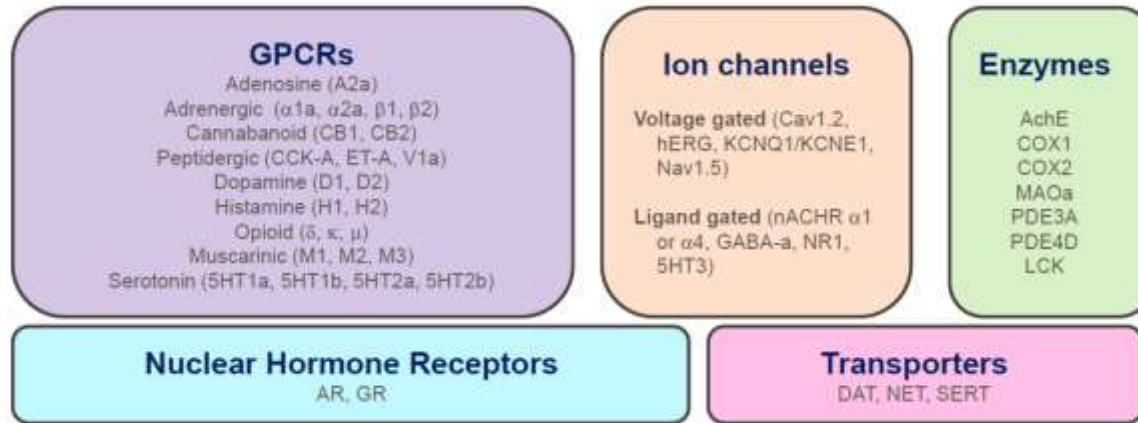 GPCRs
Adenosine (A2a)
Adrenergic (α1a, α2a, β1, β2)
Cannabanoid (CB1, CB2)
Peptidergic (CCK-A, ET-A, V1a)
Dopamine (D1, D2)
Histamine (H1, H2)
Opioid (δ, κ, μ)
Muscarinic (M1, M2, M3)
Serotonin (5HT1a, 5HT1b, 5HT2a, 5HT2b)
Ion channels
Voltage gated (Cav1.2,
hERG, KCNQ1/KCNE1,
Nav1.5)
Ligand gated (nACHR α1
or α4, GABA-a, NR1,
5HT3)
Enzymes
AchE
COX1
COX2
MAOa
PDE3A
PDE4D
LCK
Nuclear Hormone Receptors
AR, GR
Transporters
DAT, NET, SERT